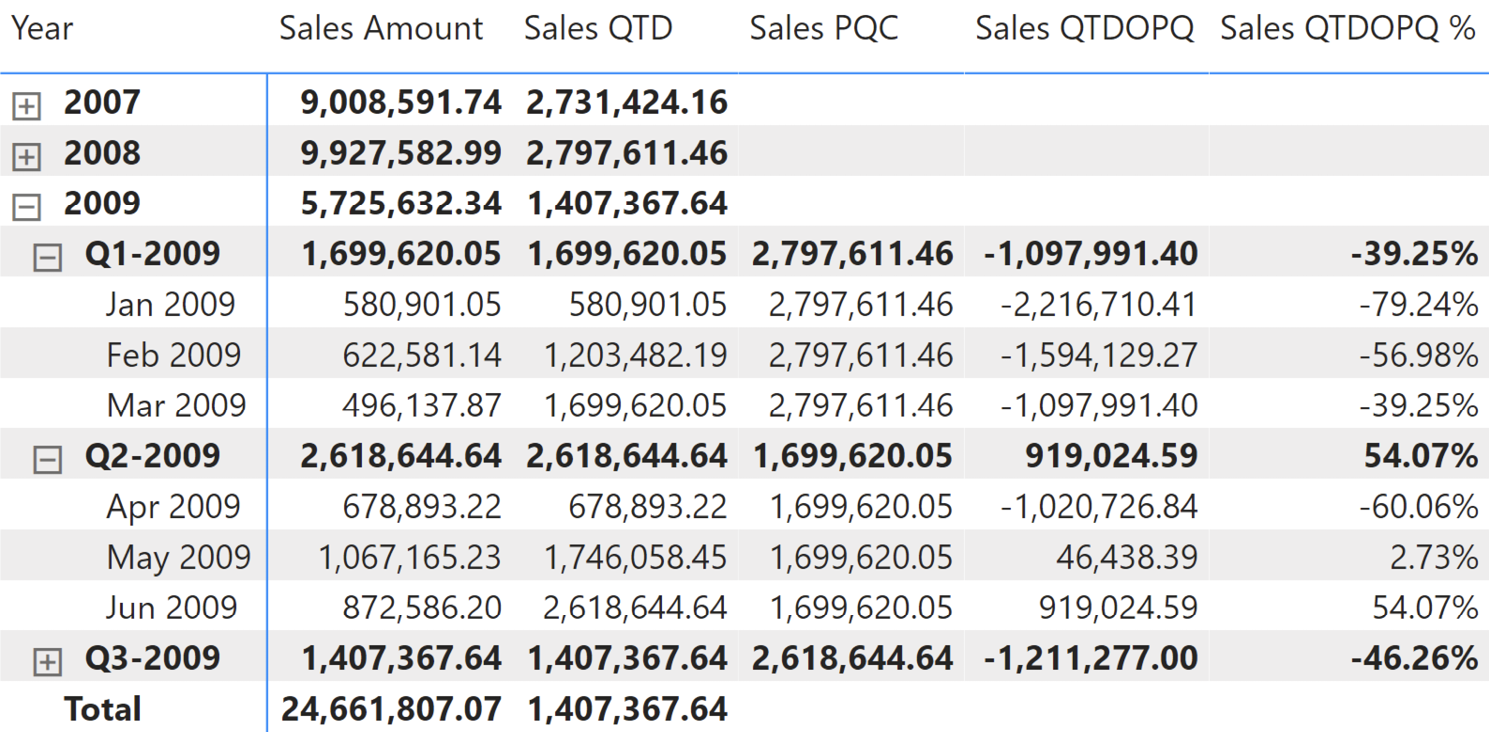 Year Sales Amount Sales QTD Sales PQC Sales QTDOPQ Sales QTDOPQ %
2007 9,008,591.74 2,731,424.16
2008 9,927,582.99 2,797,611.46
2009 5,725,632.34 1,407,367.64
Q1-2009 1,699,620.05 1,699,620.05 2,797,611.46 -1,097,991.40 -39.25%
Jan 2009 580,901.05 580,901.05 2,797,611.46 -2,216,710.41 -79.24%
Feb 2009 622,581.14 1,203,482.19 2,797,611.46 -1,594,129.27 -56.98%
Mar 2009 496,137.87 1,699,620.05 2,797,611.46 -1,097,991.40 -39.25%
Q2-2009 2,618,644.64 2,618,644.64 1,699,620.05 919,024.59 54.07%
Apr 2009 678,893.22 678,893.22 1,699,620.05 -1,020,726.84 -60.06%
May 2009 1,067,165.23 1,746,058.45 1,699,620.05 46,438.39 2.73%
Jun 2009 872,586.20 2,618,644.64 1,699,620.05 919,024.59 54.07%
Q3-2009 1,407,367.64 1,407,367.64 2,618,644.64 -1,211,277.00 -46.26%
Total 24,661,807.07 1,407,367.64